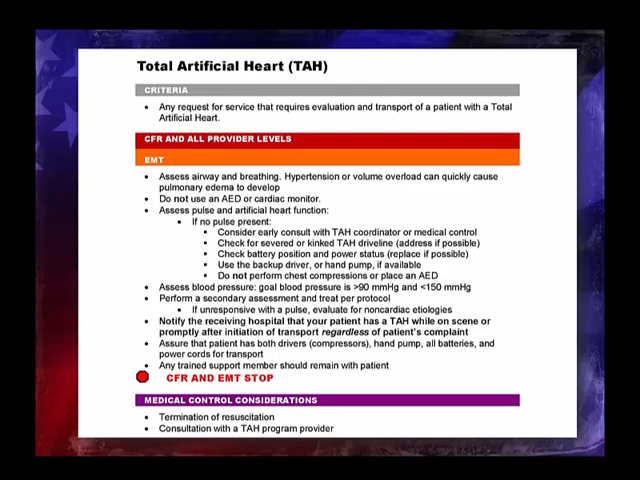 Total Artificial Heart (TAH)
CRITERIA
• Any request for service that requires evaluation and transport of a patient with a Total
Artificial Heart.
CFR AND ALL PROVIDER LEVELS
EMT
• Assess airway and breathing. Hypertension or volume overload can quickly cause
pulmonary edema to develop
• Do not use an AED or cardiac monitor.
• Assess pulse and artificial heart function:
• If no pulse present:
▪ Consider early consult with TAH coordinator or medical control
▪ Check for severed or kinked TAH driveline (address if possible)
▪ Check battery position and power status (replace if possible)
▪ Use the backup driver, or hand pump, if available
▪ Do not perform chest compressions or place an AED
• Assess blood pressure: goal blood pressure is >90 mmHg and <150 mmHg
• Perform a secondary assessment and treat per protocol
• If unresponsive with a pulse, evaluate for noncardiac etiologies
• Notify the receiving hospital that your patient has a TAH while on scene or
promptly after initiation of transport regardless of patient's complaint
• Assure that patient has both drivers (compressors), hand pump, all batteries, and
power cords for transport
• Any trained support member should remain with patient
CFR AND EMT STOP
MEDICAL CONTROL CONSIDERATIONS
• Termination of resuscitation
• Consultation with a TAH program provider